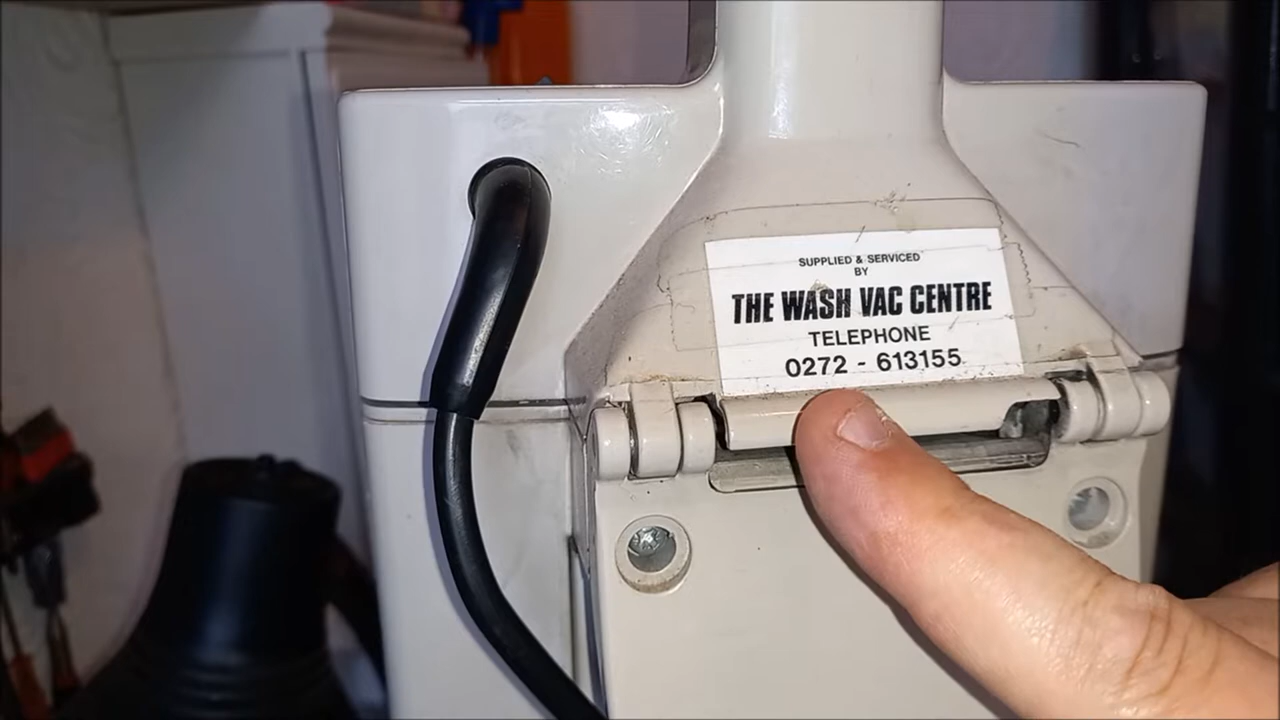 SUPPLIED & SERVICED
BY
THE WASH VAC CENTRE
TELEPHONE
0272 - 613155